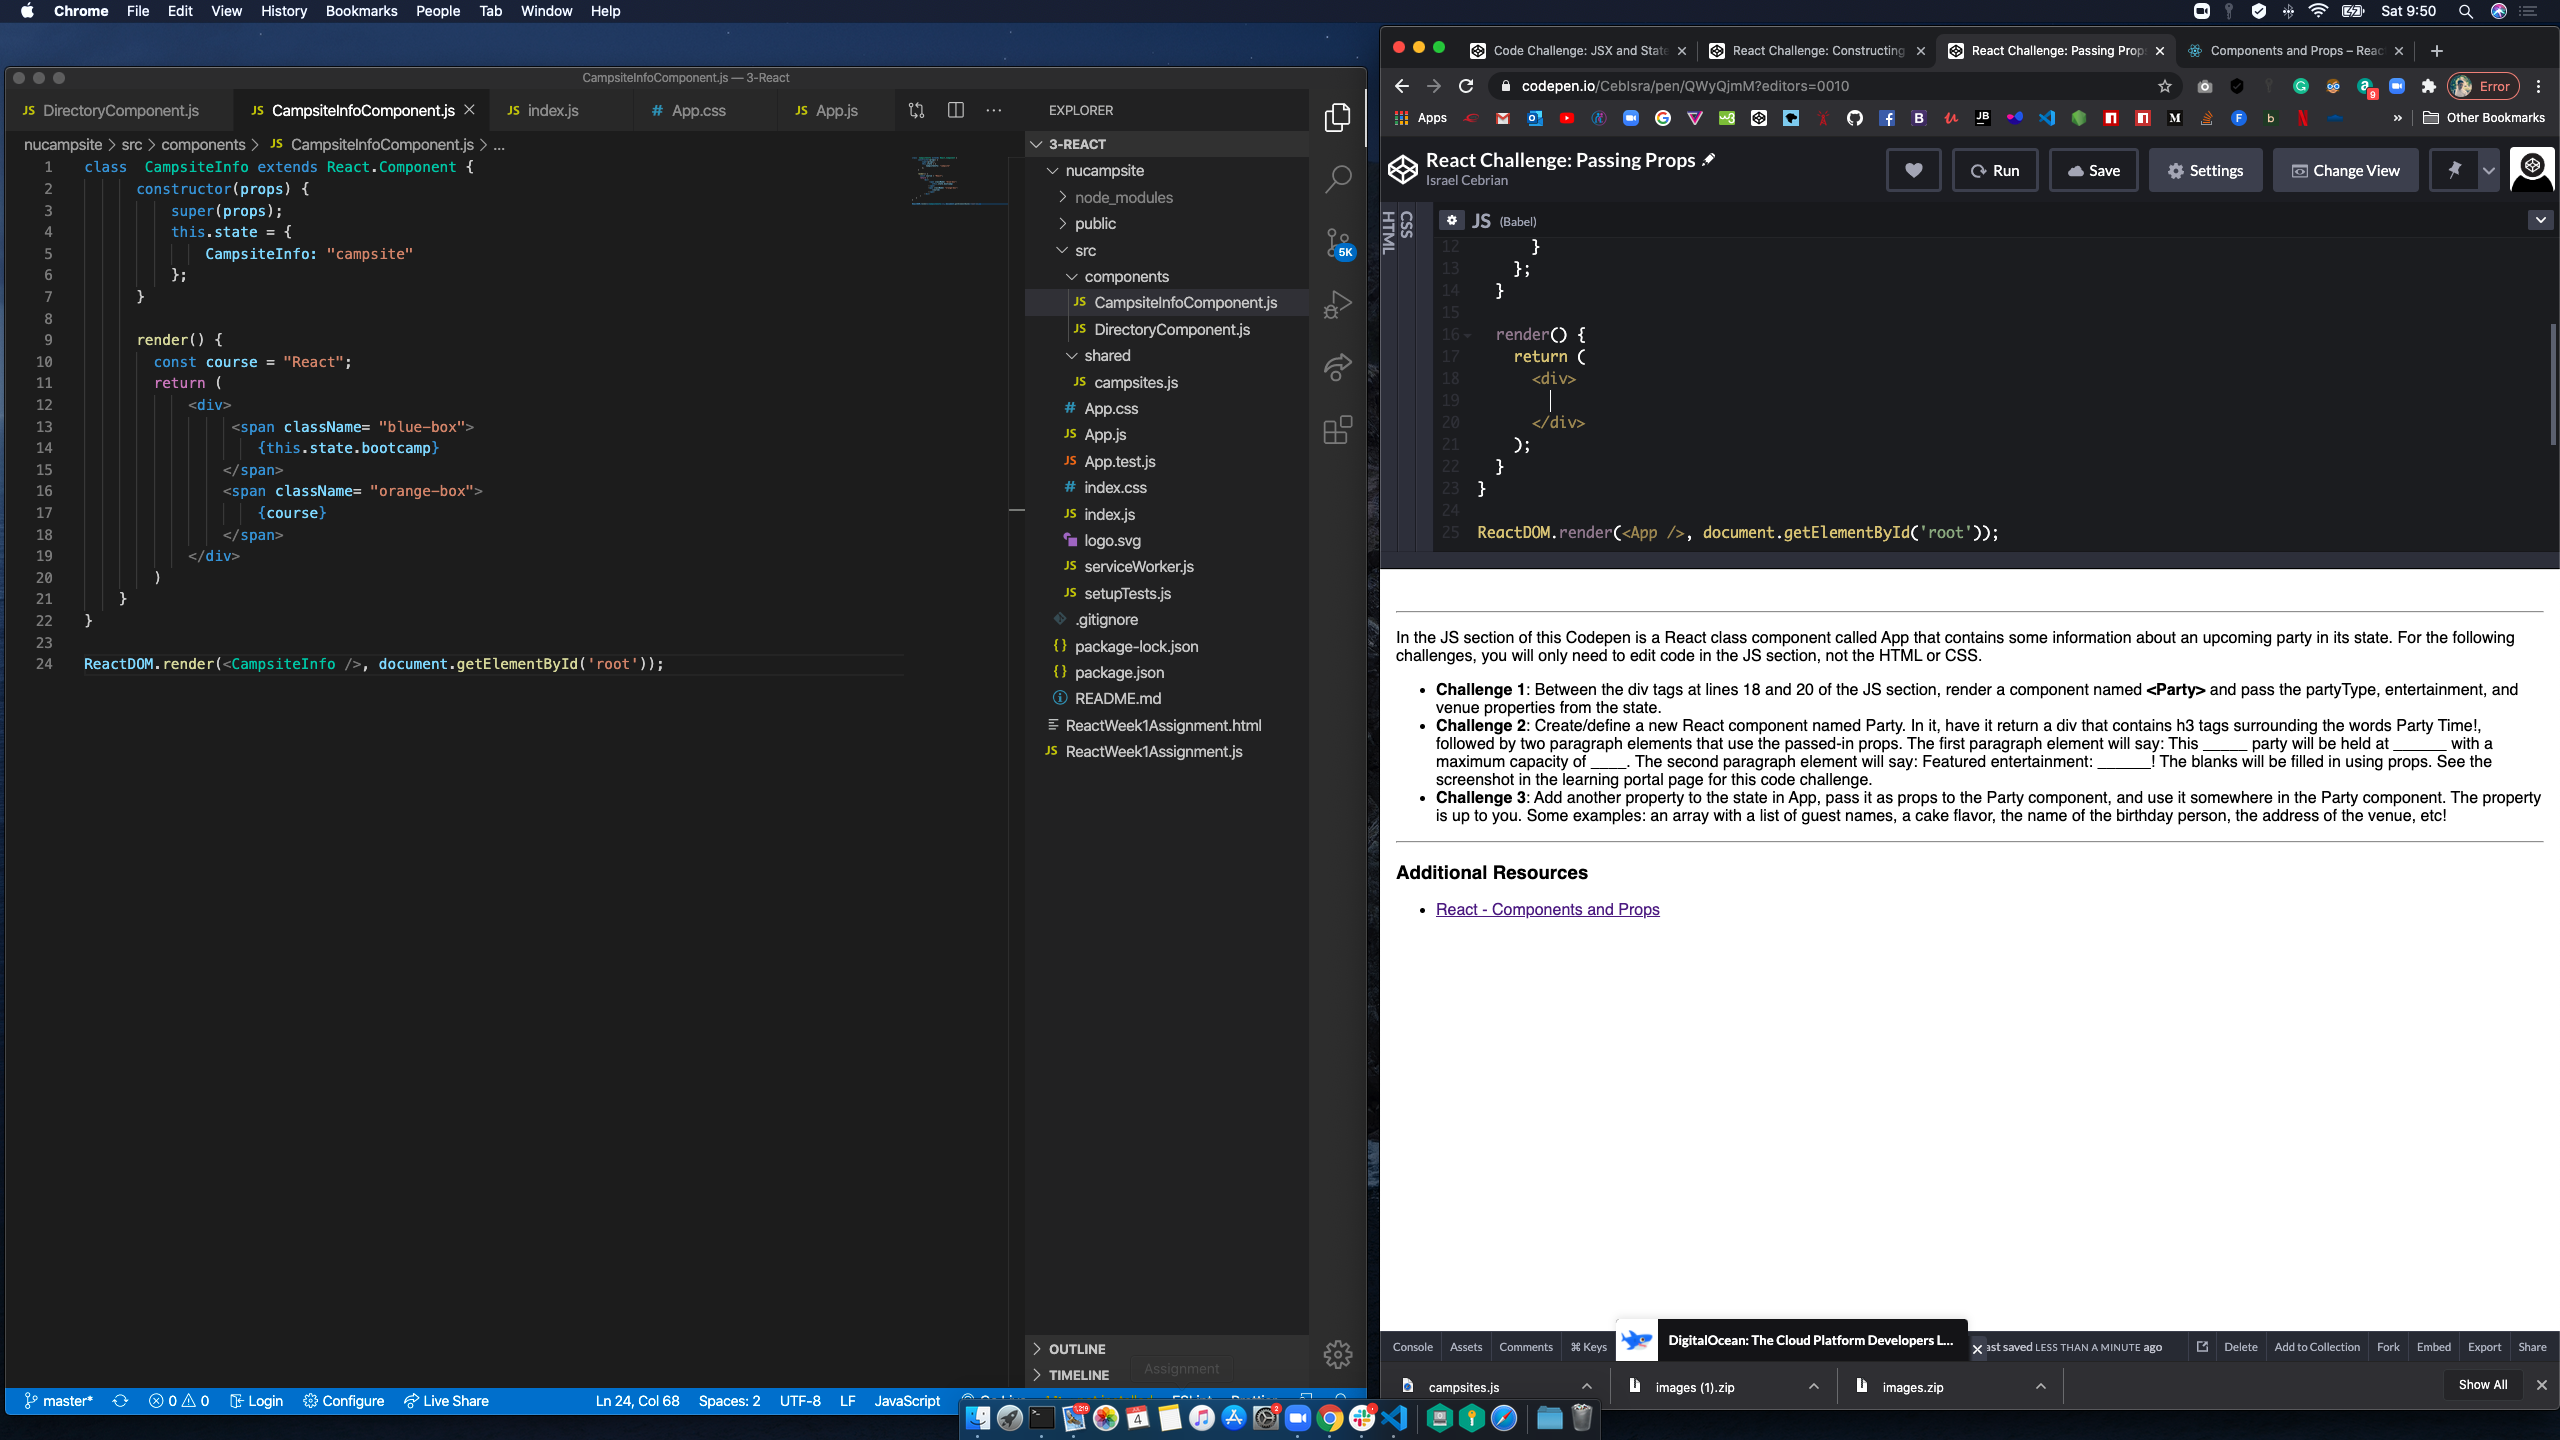 Chrome File Edit View History Bookmarks People Tab Window Help
Sat 9:50
CampsiteInfoComponent.js — 3-React
DirectoryComponent.js
CampsiteInfoComponent.js
index.js
App.css
App.js
nucampsite > src > components > CampsiteInfoComponent.js > ...
1 class CampsiteInfo extends React.Component {
2 constructor(props) {
3 super(props);
4 this.state = {
5 CampsiteInfo: "campsite"
6 };
7 }
8
9 render() {
10 const course = "React";
11 return (
12 <div>
13 <span className= "blue-box">
14 {this.state.bootcamp}
15 </span>
16 <span className= "orange-box">
17 {course}
18 </span>
19 </div>
20 )
21 }
22 }
23
24 ReactDOM.render(<CampsiteInfo />, document.getElementById('root'));
EXPLORER
3-REACT
nucampsite
node_modules
public
src
components
JS CampsiteInfoComponent.js
JS DirectoryComponent.js
shared
JS campsites.js
# App.css
JS App.js
JS App.test.js
# index.css
JS index.js
logo.svg
JS serviceWorker.js
JS setupTests.js
.gitignore
{} package-lock.json
{} package.json
README.md
ReactWeek1Assignment.html
JS ReactWeek1Assignment.js
OUTLINE
TIMELINE
Assignment
5K
master* 0 0 Login Configure Live Share
Ln 24, Col 68 Spaces: 2 UTF-8 LF JavaScript
Code Challenge: JSX and State
React Challenge: Constructing
React Challenge: Passing Prop
Components and Props – Reac
codepen.io/CebIsra/pen/QWyQjmM?editors=0010
Error
Apps
Other Bookmarks
React Challenge: Passing Props
Israel Cebrian
Run
Save
Settings
Change View
HTML
CSS
JS (Babel)
12 }
13 };
14 }
15
16 render() {
17 return (
18 <div>
19
20 </div>
21 );
22 }
23 }
24
25 ReactDOM.render(<App />, document.getElementById('root'));
In the JS section of this Codepen is a React class component called App that contains some information about an upcoming party in its state. For the following
challenges, you will only need to edit code in the JS section, not the HTML or CSS.
• Challenge 1: Between the div tags at lines 18 and 20 of the JS section, render a component named <Party> and pass the partyType, entertainment, and
venue properties from the state.
• Challenge 2: Create/define a new React component named Party. In it, have it return a div that contains h3 tags surrounding the words Party Time!,
followed by two paragraph elements that use the passed-in props. The first paragraph element will say: This _____ party will be held at ______ with a
maximum capacity of ____. The second paragraph element will say: Featured entertainment: ______! The blanks will be filled in using props. See the
screenshot in the learning portal page for this code challenge.
• Challenge 3: Add another property to the state in App, pass it as props to the Party component, and use it somewhere in the Party component. The property
is up to you. Some examples: an array with a list of guest names, a cake flavor, the name of the birthday person, the address of the venue, etc!
Additional Resources
• React - Components and Props
Console Assets Comments ⌘ Keys
DigitalOcean: The Cloud Platform Developers L...
ast saved LESS THAN A MINUTE ago
Delete Add to Collection Fork Embed Export Share
campsites.js
images (1).zip
images.zip
Show All